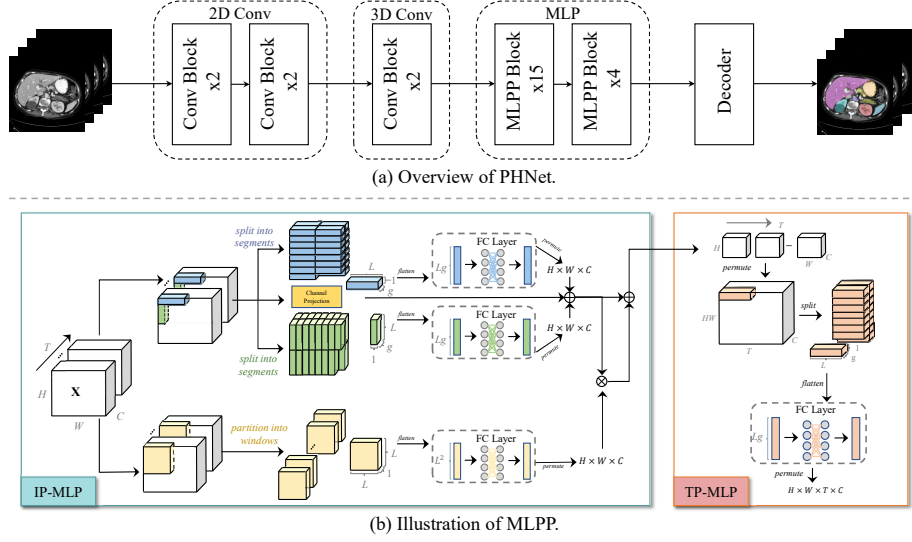 2D Conv
3D Conv
MLP
Conv Block
x2
Conv Block
x2
Conv Block
x2
MLPP Block
x15
MLPP Block
x4
Decoder
(a) Overview of PHNet.
split into
segments
L
1
g
flatten
Lg
FC Layer
permute
H × W × C
Channel
Projection
L
g
1
flatten
Lg
FC Layer
permute
H × W × C
split into
segments
T
H
X
W
C
partition into
windows
L
1
L
flatten
L²
FC Layer
permute
H × W × C
IP-MLP
T
H
W
C
permute
HW
T
C
split
1
g
L
flatten
FC Layer
Lg
permute
H × W × T × C
TP-MLP
(b) Illustration of MLPP.